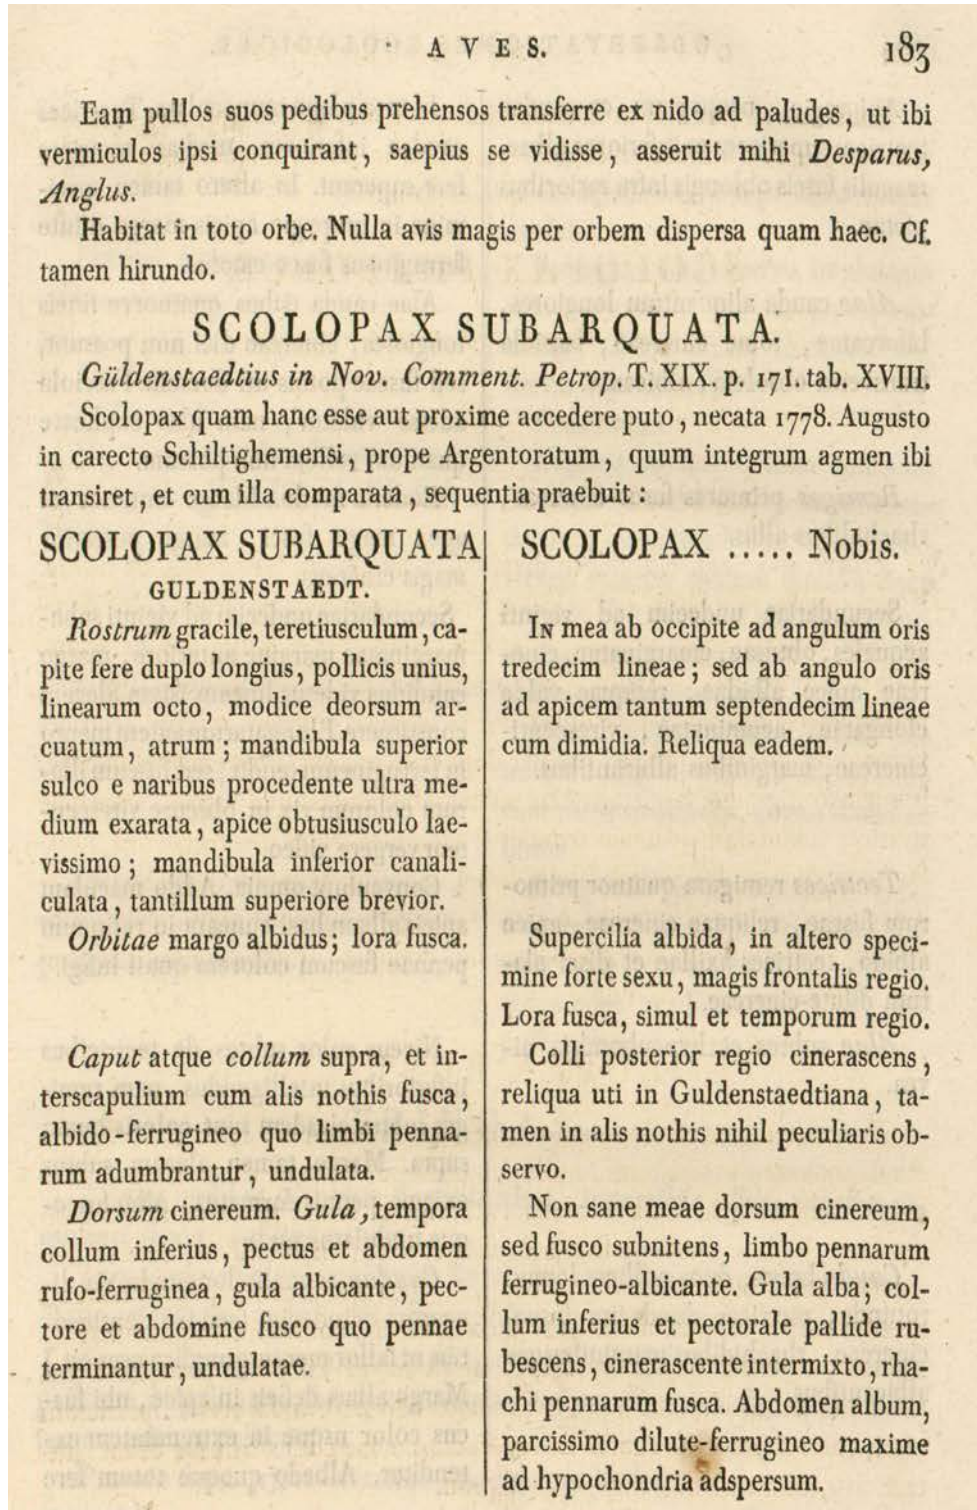 AVES.
183
Eam pullos suos pedibus prehensos transferre ex nido ad paludes, ut ibi
vermiculos ipsi conquirant, saepius se vidisse, asseruit mihi Desparus,
Anglus.
Habitat in toto orbe. Nulla avis magis per orbem dispersa quam haec. Cf.
tamen hirundo.
SCOLOPAX SUBARQUATA.
Güldenstaedtius in Nov. Comment. Petrop. T. XIX. p. 171. tab. XVIII.
Scolopax quam hanc esse aut proxime accedere puto, necata 1778. Augusto
in carecto Schiltighemensi, prope Argentoratum, quum integrum agmen ibi
transiret, et cum illa comparata, sequentia praebuit:
SCOLOPAX SUBARQUATA
GULDENSTAEDT.
Rostrum gracile, teretiusculum, ca-
pite fere duplo longius, pollicis unius,
linearum octo, modice deorsum ar-
cuatum, atrum; mandibula superior
sulco e naribus procedente ultra me-
dium exarata, apice obtusiusculo lae-
vissimo; mandibula inferior canali-
culata, tantillum superiore brevior.
Orbitae margo albidus; lora fusca.
Caput atque collum supra, et in-
terscapulium cum alis nothis fusca,
albido-ferrugineo quo limbi penna-
rum adumbrantur, undulata.
Dorsum cinereum. Gula, tempora
collum inferius, pectus et abdomen
rufo-ferruginea, gula albicante, pec-
tore et abdomine fusco quo pennae
terminantur, undulatae.
SCOLOPAX ..... Nobis.
IN mea ab occipite ad angulum oris
tredecim lineae; sed ab angulo oris
ad apicem tantum septendecim lineae
cum dimidia. Reliqua eadem.
Supercilia albida, in altero speci-
mine forte sexu, magis frontalis regio.
Lora fusca, simul et temporum regio.
Colli posterior regio cinerascens,
reliqua uti in Guldenstaedtiana, ta-
men in alis nothis nihil peculiaris ob-
servo.
Non sane meae dorsum cinereum,
sed fusco subnitens, limbo pennarum
ferrugineo-albicante. Gula alba; col-
lum inferius et pectorale pallide ru-
bescens, cinerascente intermixto, rha-
chi pennarum fusca. Abdomen album,
parcissimo dilute-ferrugineo maxime
ad hypochondria adspersum.